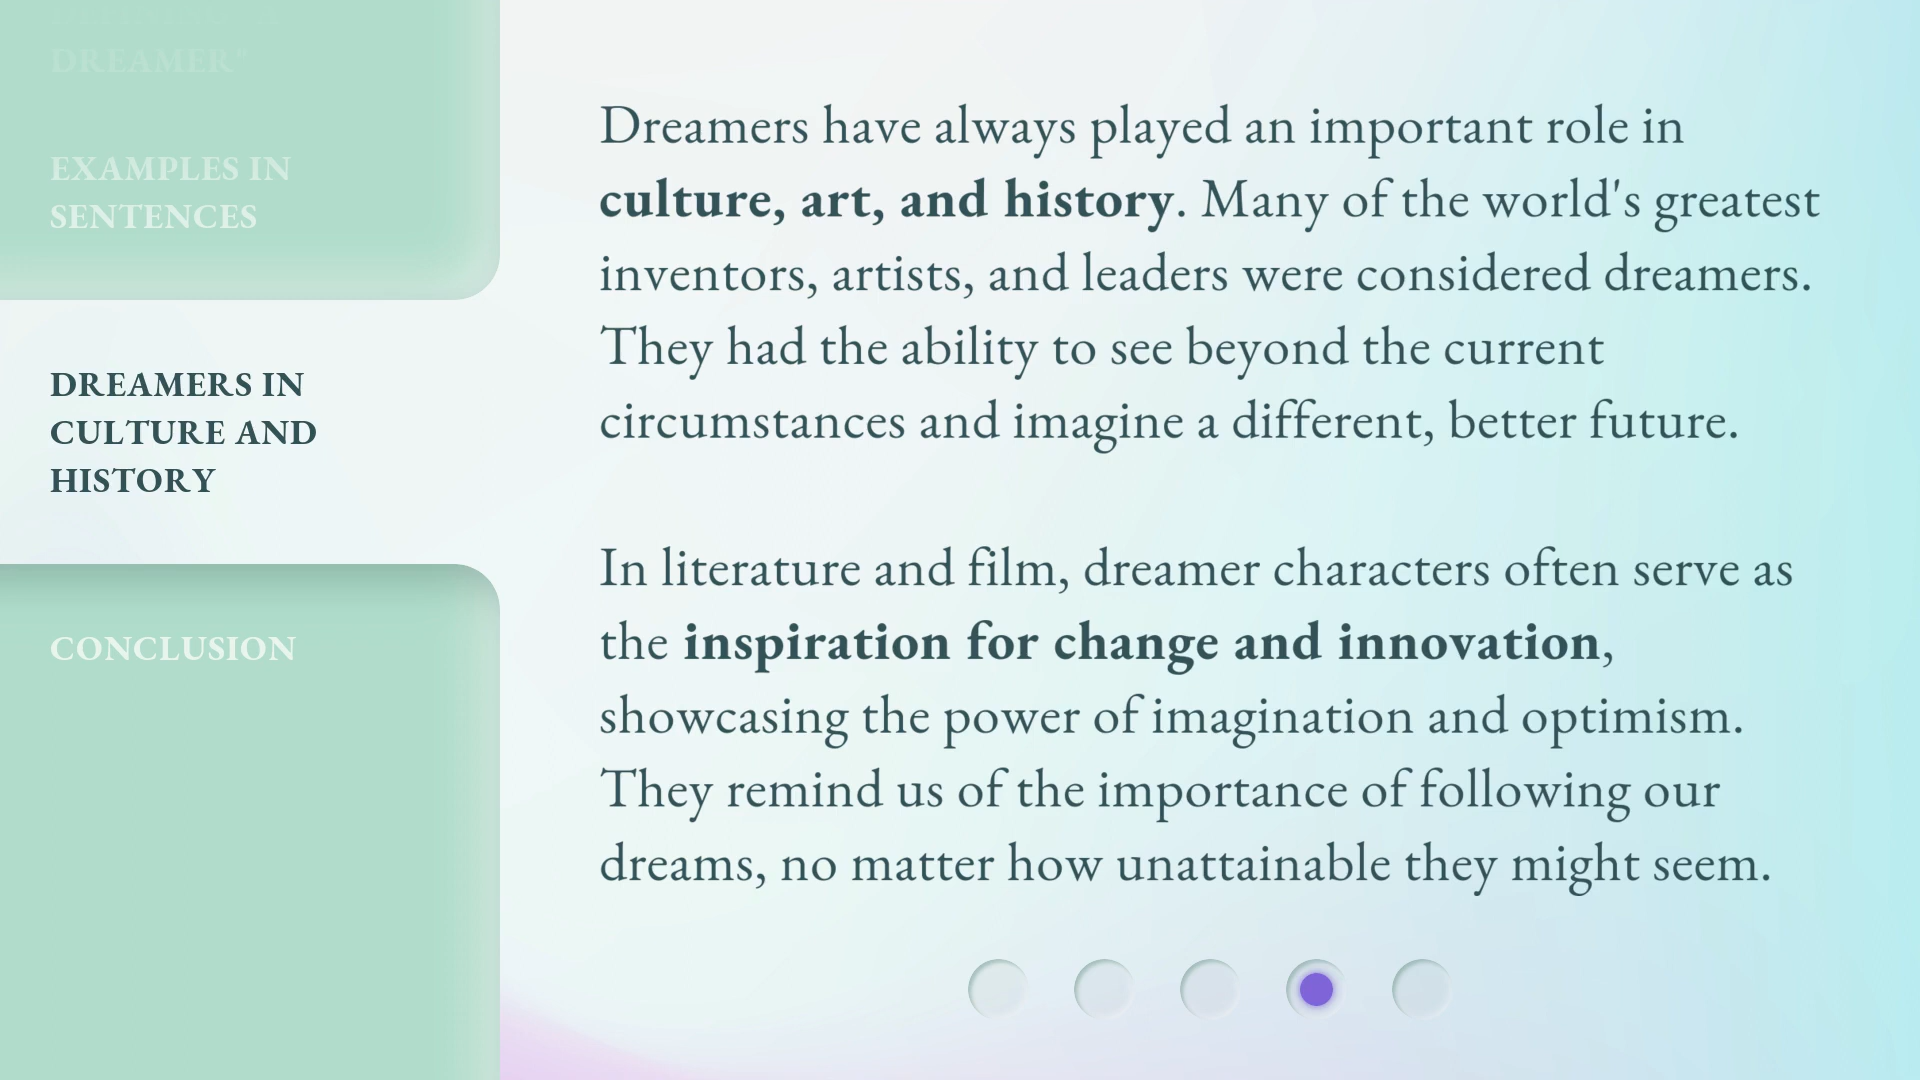 DREAMER"
EXAMPLES IN
SENTENCES
DREAMERS IN
CULTURE AND
HISTORY
CONCLUSION
Dreamers have always played an important role in
culture, art, and history. Many of the world's greatest
inventors, artists, and leaders were considered dreamers.
They had the ability to see beyond the current
circumstances and imagine a different, better future.
In literature and film, dreamer characters often serve as
the inspiration for change and innovation,
showcasing the power of imagination and optimism.
They remind us of the importance of following our
dreams, no matter how unattainable they might seem.